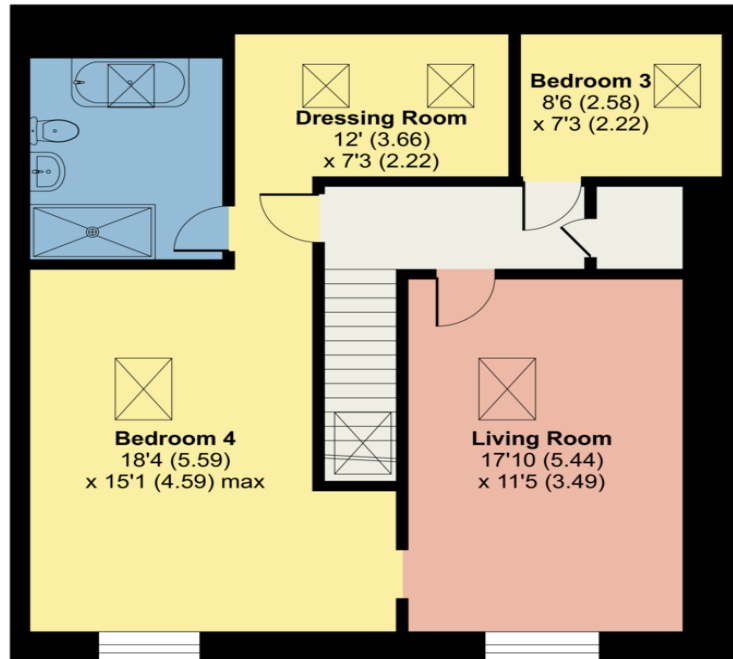 Dressing Room
12' (3.66)
x 7'3 (2.22)
Bedroom 3
8'6 (2.58)
x 7'3 (2.22)
Bedroom 4
18'4 (5.59)
x 15'1 (4.59) max
Living Room
17'10 (5.44)
x 11'5 (3.49)